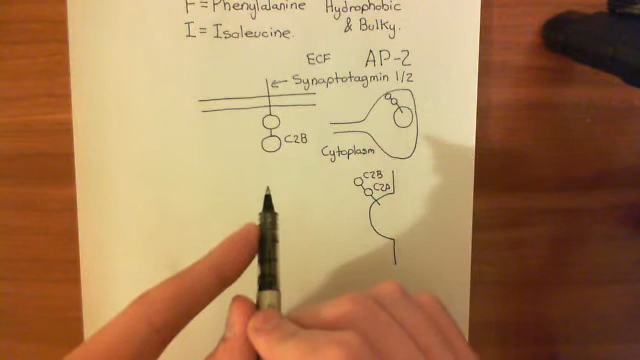 F = Phenylalanine Hydrophobic
I = Isoleucine. & Bulky.
ECF AP-2
Synaptotagmin 1/2
C2B
Cytoplasm
C2B
C2A